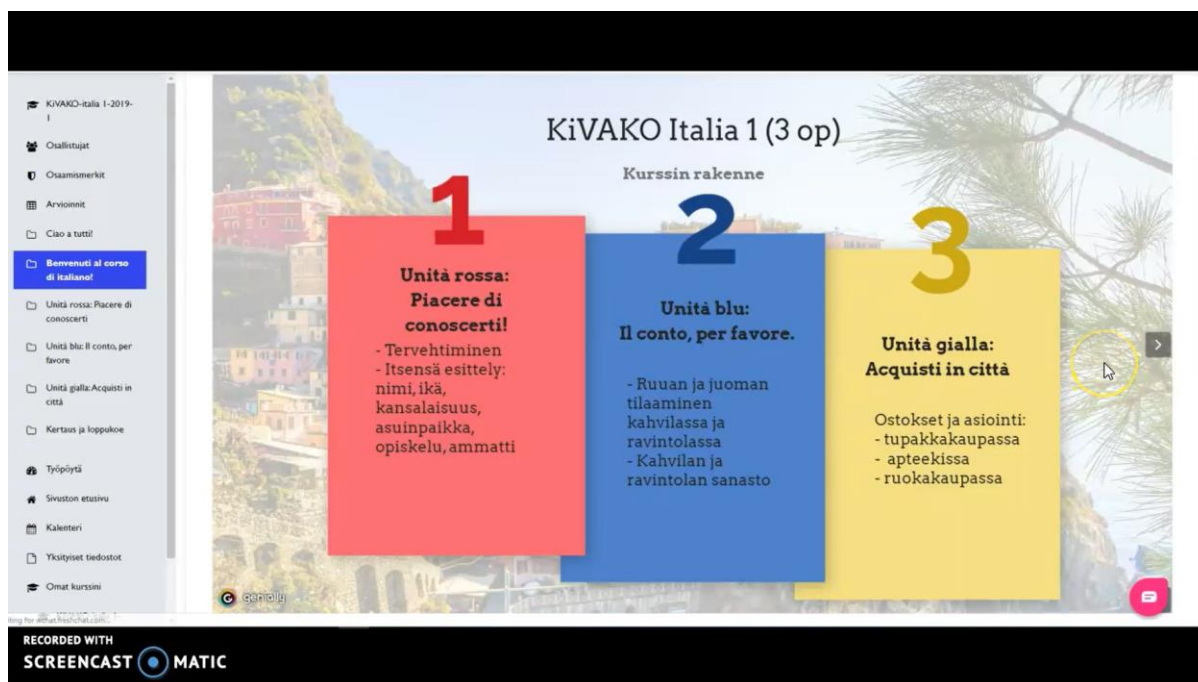 KiVAKO-italia 1-2019-
1
Osallistujat
Osaamismerkit
Arvioinnit
Ciao a tutti!
Benvenuti al corso
di italiano!
Unità rossa: Piacere di
conoscerti
Unità blu: Il conto, per
favore
Unità gialla: Acquisti in
città
Kertaus ja loppukoe
Työpöytä
Sivuston etusivu
Kalenteri
Yksityiset tiedostot
Omat kurssini
KiVAKO Italia 1 (3 op)
Kurssin rakenne
1
Unità rossa:
Piacere di
conoscerti!
- Tervehtiminen
- Itsensä esittely:
nimi, ikä,
kansalaisuus,
asuinpaikka,
opiskelu, ammatti
2
Unità blu:
Il conto, per favore.
- Ruuan ja juoman
tilaaminen
kahvilassa ja
ravintolassa
- Kahvilan ja
ravintolan sanasto
3
Unità gialla:
Acquisti in città
Ostokset ja asiointi:
- tupakkakaupassa
- apteekissa
- ruokakaupassa
genially
RECORDED WITH
SCREENCAST MATIC